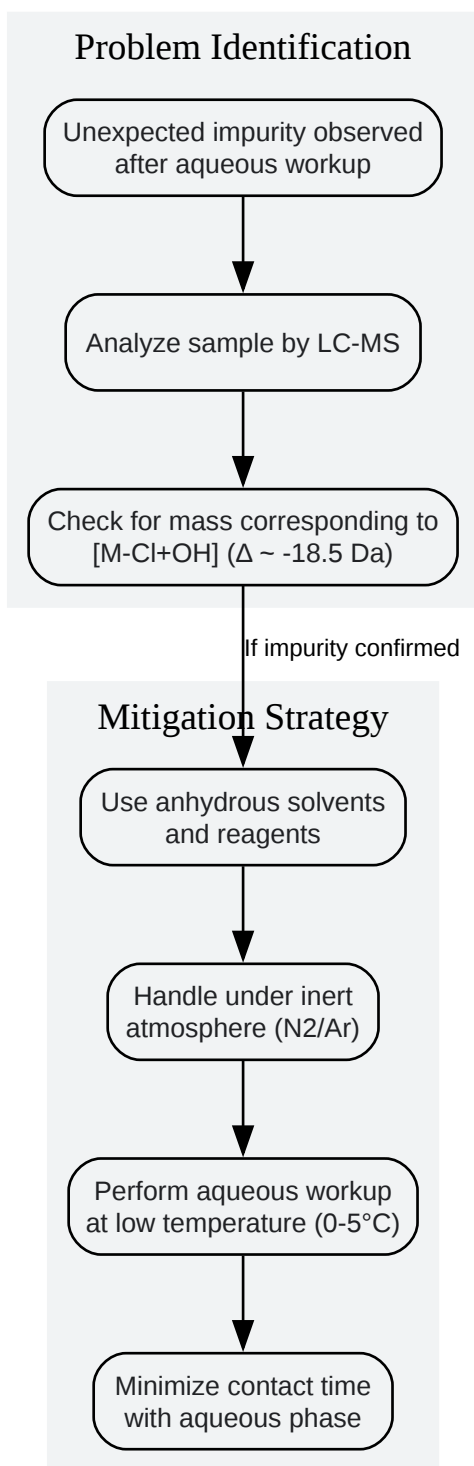 Problem Identification
Unexpected impurity observed
after aqueous workup
Analyze sample by LC-MS
Check for mass corresponding to
[M-Cl+OH] (Δ ~ -18.5 Da)
If impurity confirmed
Mitigation Strategy
Use anhydrous solvents
and reagents
Handle under inert
atmosphere (N2/Ar)
Perform aqueous workup
at low temperature (0-5°C)
Minimize contact time
with aqueous phase